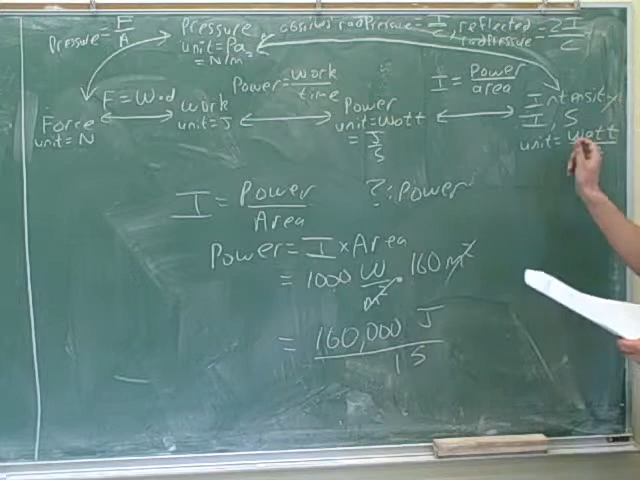 Pressure = F/A
Pressure
unit = Pa
= N/m
absorbed radPressure = I/c, reflected radPressure = 2I/c
F = W·d
Force
unit = N
work
unit = J
Power = work/time
Power
unit = Watt
= J/s
I = Power/area
Intensity
I, S
unit = Watt
I = Power/Area
?: Power
Power = I × Area
= 1000 W/m² · 160 m²
= 160,000 J/1 s